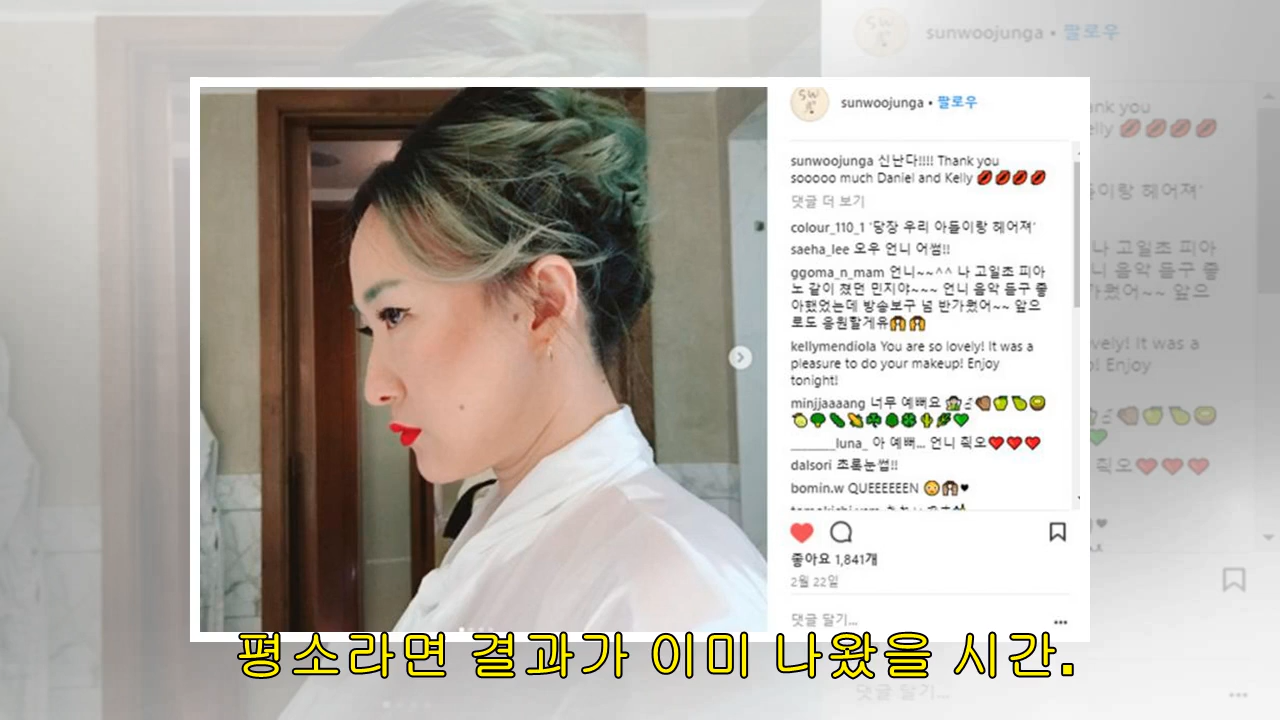 sunwoojunga • 팔로우
sunwoojunga 신난다!!!! Thank you
sooooo much Daniel and Kelly 💋💋💋💋
댓글 더 보기
colour_110_1 '당장 우리 아들이랑 헤어져'
saeha_lee 오우 언니 어썸!!
ggoma_n_mam 언니~~^^ 나 고일초 피아
노 같이 쳤던 민지야~~~ 언니 음악 듣구 좋
아했었는데 방송보구 넘 반가웠어~~ 앞으
로도 응원할게유
kellymendiola You are so lovely! It was a
pleasure to do your makeup! Enjoy
tonight!
minjjaaaang 너무 예뻐요
_______luna_ 아 예뻐... 언니 줙오❤❤❤
dalsori 초록눈썹!!
bomin.w QUEEEEEEN
좋아요 1,841개
2월 22일
댓글 달기...
평소라면 결과가 이미 나왔을 시간.